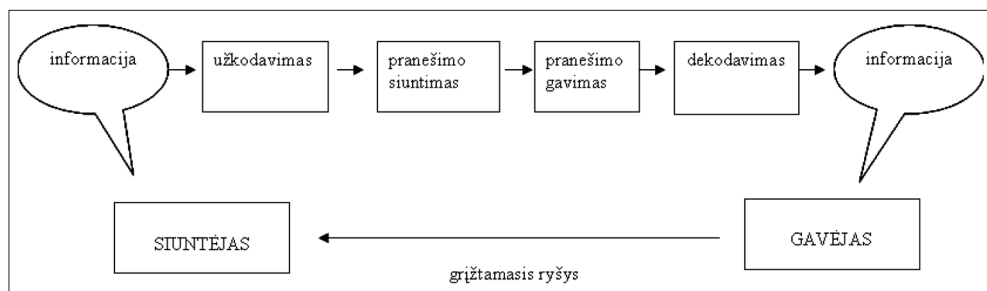 informacija
užkodavimas
pranešimo
siuntimas
pranešimo
gavimas
dekodavimas
informacija
SIUNTĖJAS
GAVĖJAS
grįžtamasis ryšys